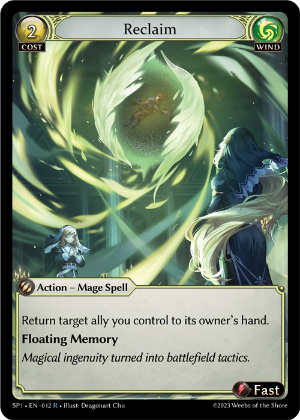 2
COST
Reclaim
WIND
Action – Mage Spell
Return target ally you control to its owner's hand.
Floating Memory
Magical ingenuity turned into battlefield tactics.
Fast
SP1 • EN-012 R • illust: Dragonart Chu
©2023 Weebs of the Shore